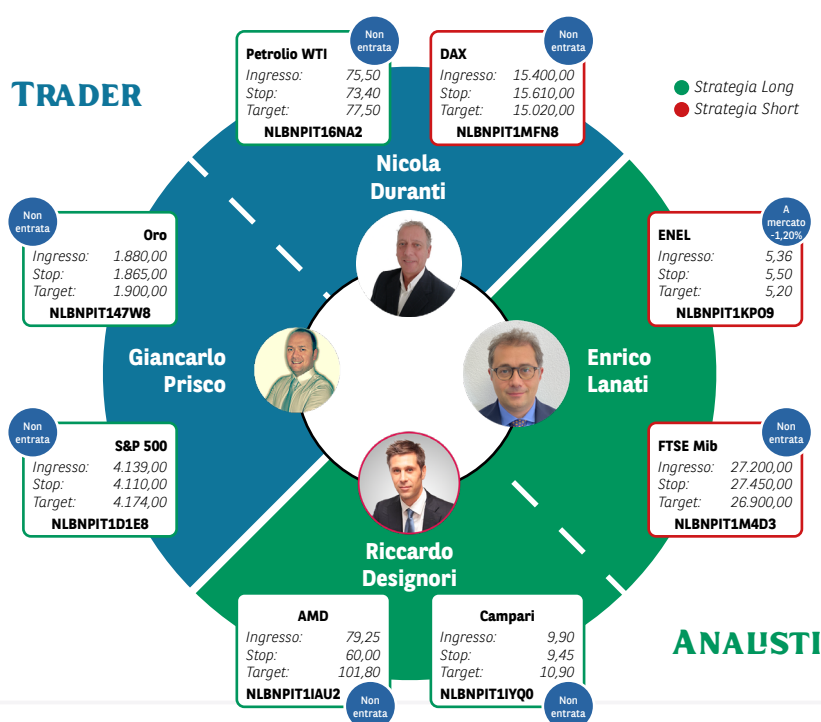 TRADER
Non
entrata
Petrolio WTI
Ingresso: 75,50
Stop: 73,40
Target: 77,50
NLBNPIT16NA2
Non
entrata
DAX
Ingresso: 15.400,00
Stop: 15.610,00
Target: 15.020,00
NLBNPIT1MFN8
Strategia Long
Strategia Short
Nicola
Duranti
Non
entrata
Oro
Ingresso: 1.880,00
Stop: 1.865,00
Target: 1.900,00
NLBNPIT147W8
A
mercato
-1,20%
ENEL
Ingresso: 5,36
Stop: 5,50
Target: 5,20
NLBNPIT1KPO9
Giancarlo
Prisco
Enrico
Lanati
Non
entrata
S&P 500
Ingresso: 4.139,00
Stop: 4.110,00
Target: 4.174,00
NLBNPIT1D1E8
Non
entrata
FTSE Mib
Ingresso: 27.200,00
Stop: 27.450,00
Target: 26.900,00
NLBNPIT1M4D3
Riccardo
Designori
AMD
Ingresso: 79,25
Stop: 60,00
Target: 101,80
NLBNPIT1IAU2
Non
entrata
Campari
Ingresso: 9,90
Stop: 9,45
Target: 10,90
NLBNPIT1IYQ0
Non
entrata
ANALISTI